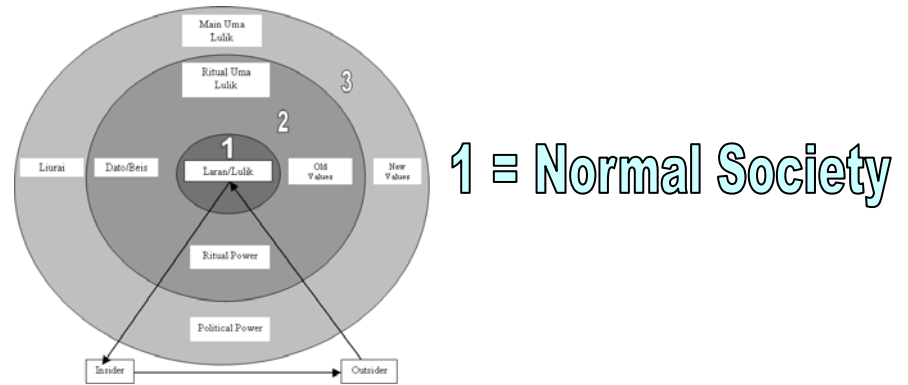 Main Uma
Lulik
Ritual Uma
Lulik
3
2
1
Liurai
Dato/Beis
Laran/Lulik
Old
Values
New
Values
1 = Normal Society
Ritual Power
Political Power
Insider
Outsider